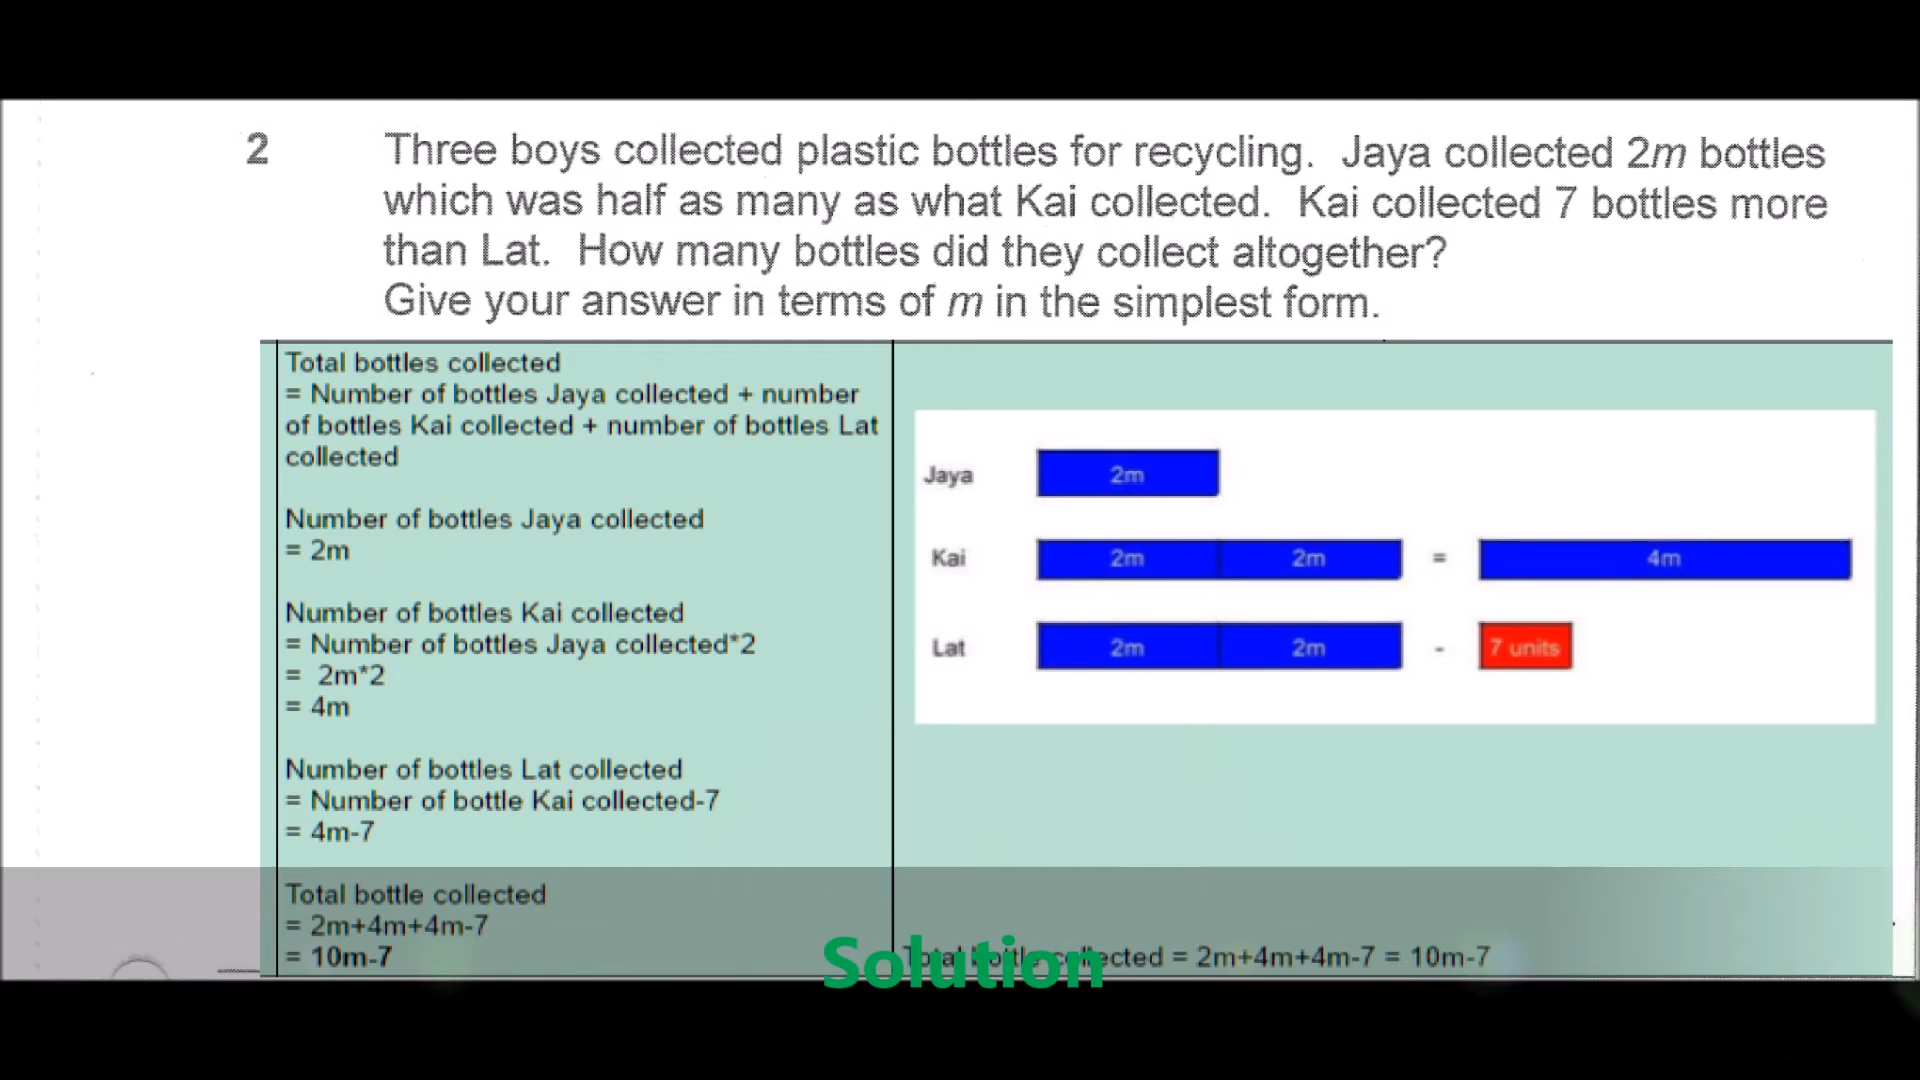 2 Three boys collected plastic bottles for recycling. Jaya collected 2m bottles
which was half as many as what Kai collected. Kai collected 7 bottles more
than Lat. How many bottles did they collect altogether?
Give your answer in terms of m in the simplest form.
Total bottles collected
= Number of bottles Jaya collected + number
of bottles Kai collected + number of bottles Lat
collected
Number of bottles Jaya collected
= 2m
Number of bottles Kai collected
= Number of bottles Jaya collected*2
= 2m*2
= 4m
Number of bottles Lat collected
= Number of bottle Kai collected-7
= 4m-7
Total bottle collected
= 2m+4m+4m-7
= 10m-7
Jaya 2m
Kai 2m 2m = 4m
Lat 2m 2m - 7 units
Total bottle collected = 2m+4m+4m-7 = 10m-7
Solution